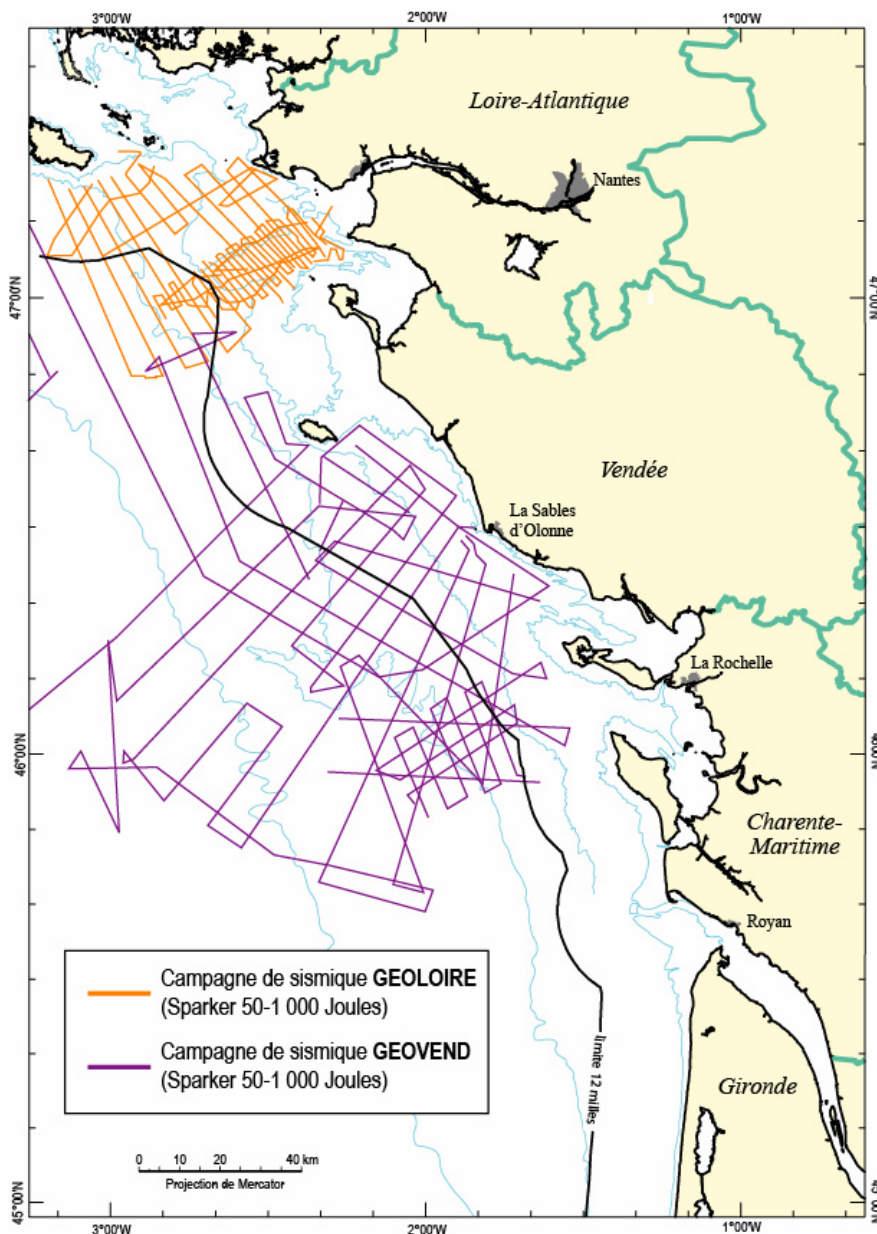 3°00'W 2°00'W 1°00'W
Loire-Atlantique
Nantes
47°00'N 47°00'N
Vendée
La Sables
d'Olonne
La Rochelle
46°00'N
Charente-
Maritime
Royan
Campagne de sismique GEOLOIRE
(Sparker 50-1 000 Joules)
Campagne de sismique GEOVEND
(Sparker 50-1 000 Joules)
limite 12 milles
Gironde
0 10 20 40 km
Projection de Mercator
45°00'N
3°00'W 2°00'W 1°00'W